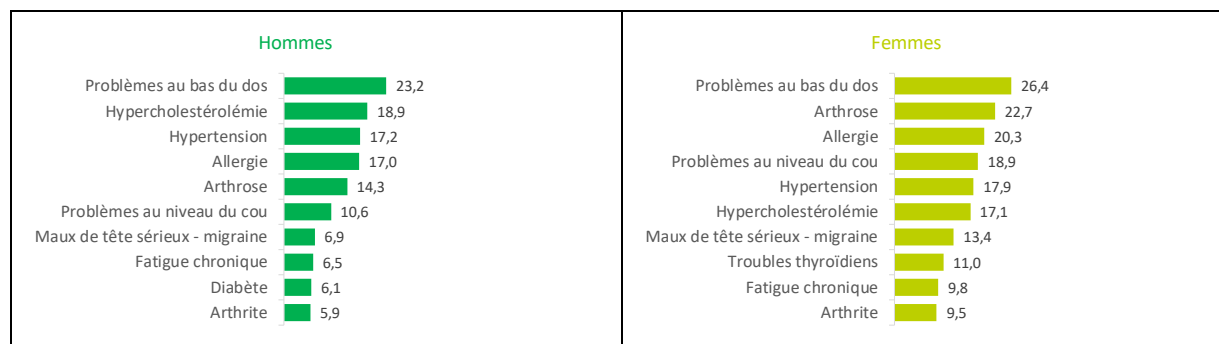 Hommes
Problèmes au bas du dos 23,2
Hypercholestérolémie 18,9
Hypertension 17,2
Allergie 17,0
Arthrose 14,3
Problèmes au niveau du cou 10,6
Maux de tête sérieux - migraine 6,9
Fatigue chronique 6,5
Diabète 6,1
Arthrite 5,9
Femmes
Problèmes au bas du dos 26,4
Arthrose 22,7
Allergie 20,3
Problèmes au niveau du cou 18,9
Hypertension 17,9
Hypercholestérolémie 17,1
Maux de tête sérieux - migraine 13,4
Troubles thyroïdiens 11,0
Fatigue chronique 9,8
Arthrite 9,5